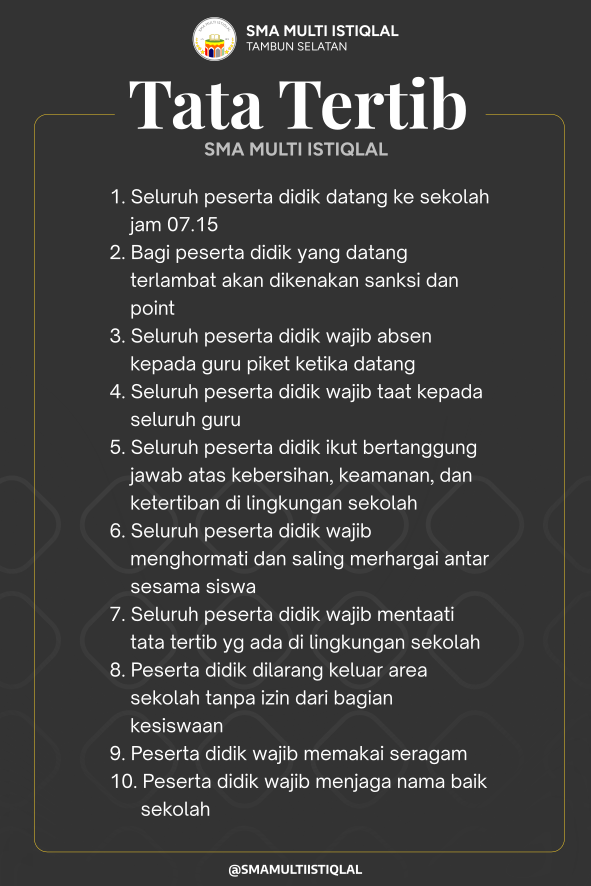 SMA MULTI ISTIQLAL
TAMBUN SELATAN
Tata Tertib
SMA MULTI ISTIQLAL
1. Seluruh peserta didik datang ke sekolah
jam 07.15
2. Bagi peserta didik yang datang
terlambat akan dikenakan sanksi dan
point
3. Seluruh peserta didik wajib absen
kepada guru piket ketika datang
4. Seluruh peserta didik wajib taat kepada
seluruh guru
5. Seluruh peserta didik ikut bertanggung
jawab atas kebersihan, keamanan, dan
ketertiban di lingkungan sekolah
6. Seluruh peserta didik wajib
menghormati dan saling merhargai antar
sesama siswa
7. Seluruh peserta didik wajib mentaati
tata tertib yg ada di lingkungan sekolah
8. Peserta didik dilarang keluar area
sekolah tanpa izin dari bagian
kesiswaan
9. Peserta didik wajib memakai seragam
10. Peserta didik wajib menjaga nama baik
sekolah
@SMAMULTIISTIQLAL